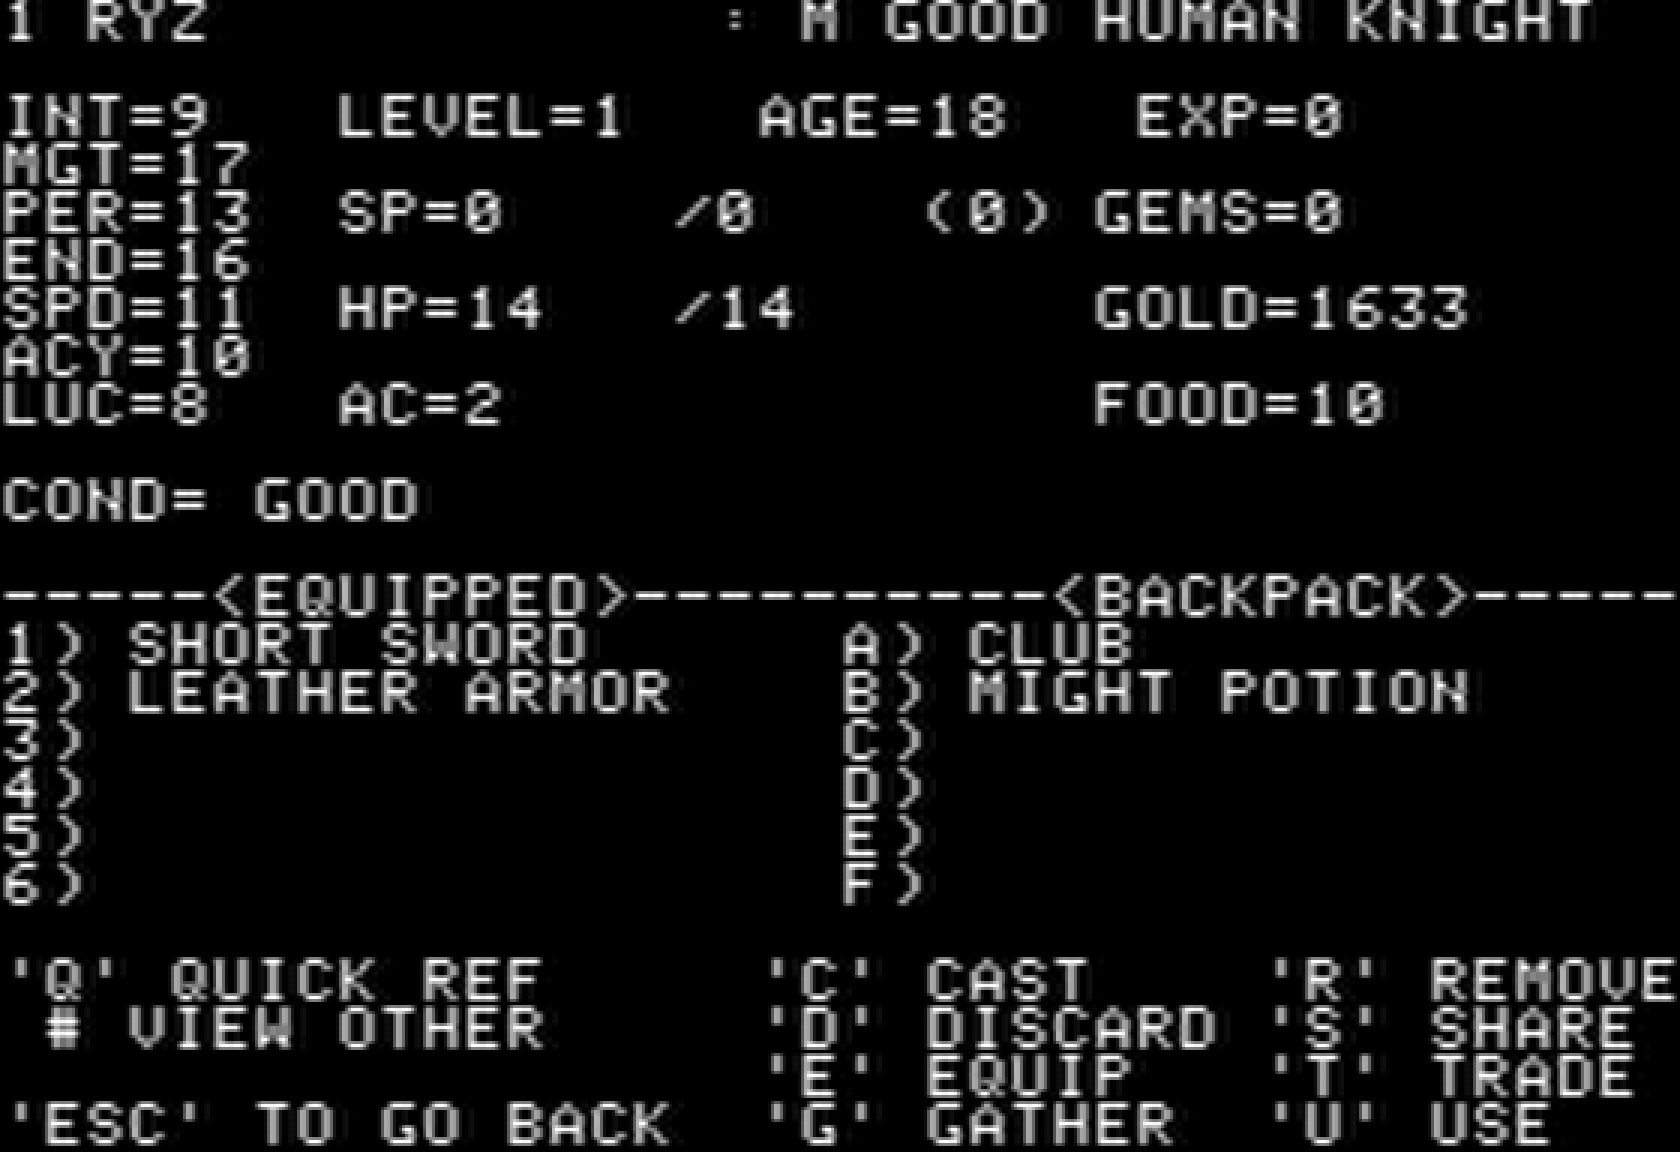 1 RYZ : M GOOD HUMAN KNIGHT
INT=9 LEVEL=1 AGE=18 EXP=0
MGT=17
PER=13 SP=0 /0 (0) GEMS=0
END=16
SPD=11 HP=14 /14 GOLD=1633
ACY=10
LUC=8 AC=2 FOOD=10
COND= GOOD
-----<EQUIPPED>----------<BACKPACK>-----
1) SHORT SWORD A) CLUB
2) LEATHER ARMOR B) MIGHT POTION
3) C)
4) D)
5) E)
6) F)
'Q' QUICK REF 'C' CAST 'R' REMOVE
# VIEW OTHER 'D' DISCARD 'S' SHARE
'E' EQUIP 'T' TRADE
'ESC' TO GO BACK 'G' GATHER 'U' USE